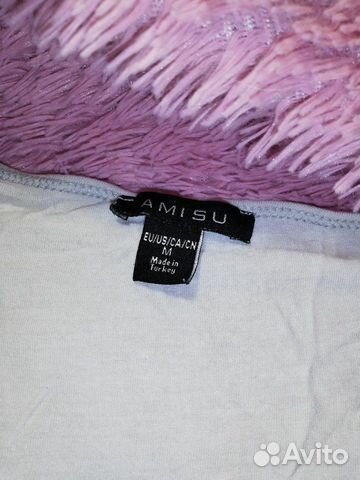 AMISU
EU/US/CA/CN
M
Made in
Turkey
Avito